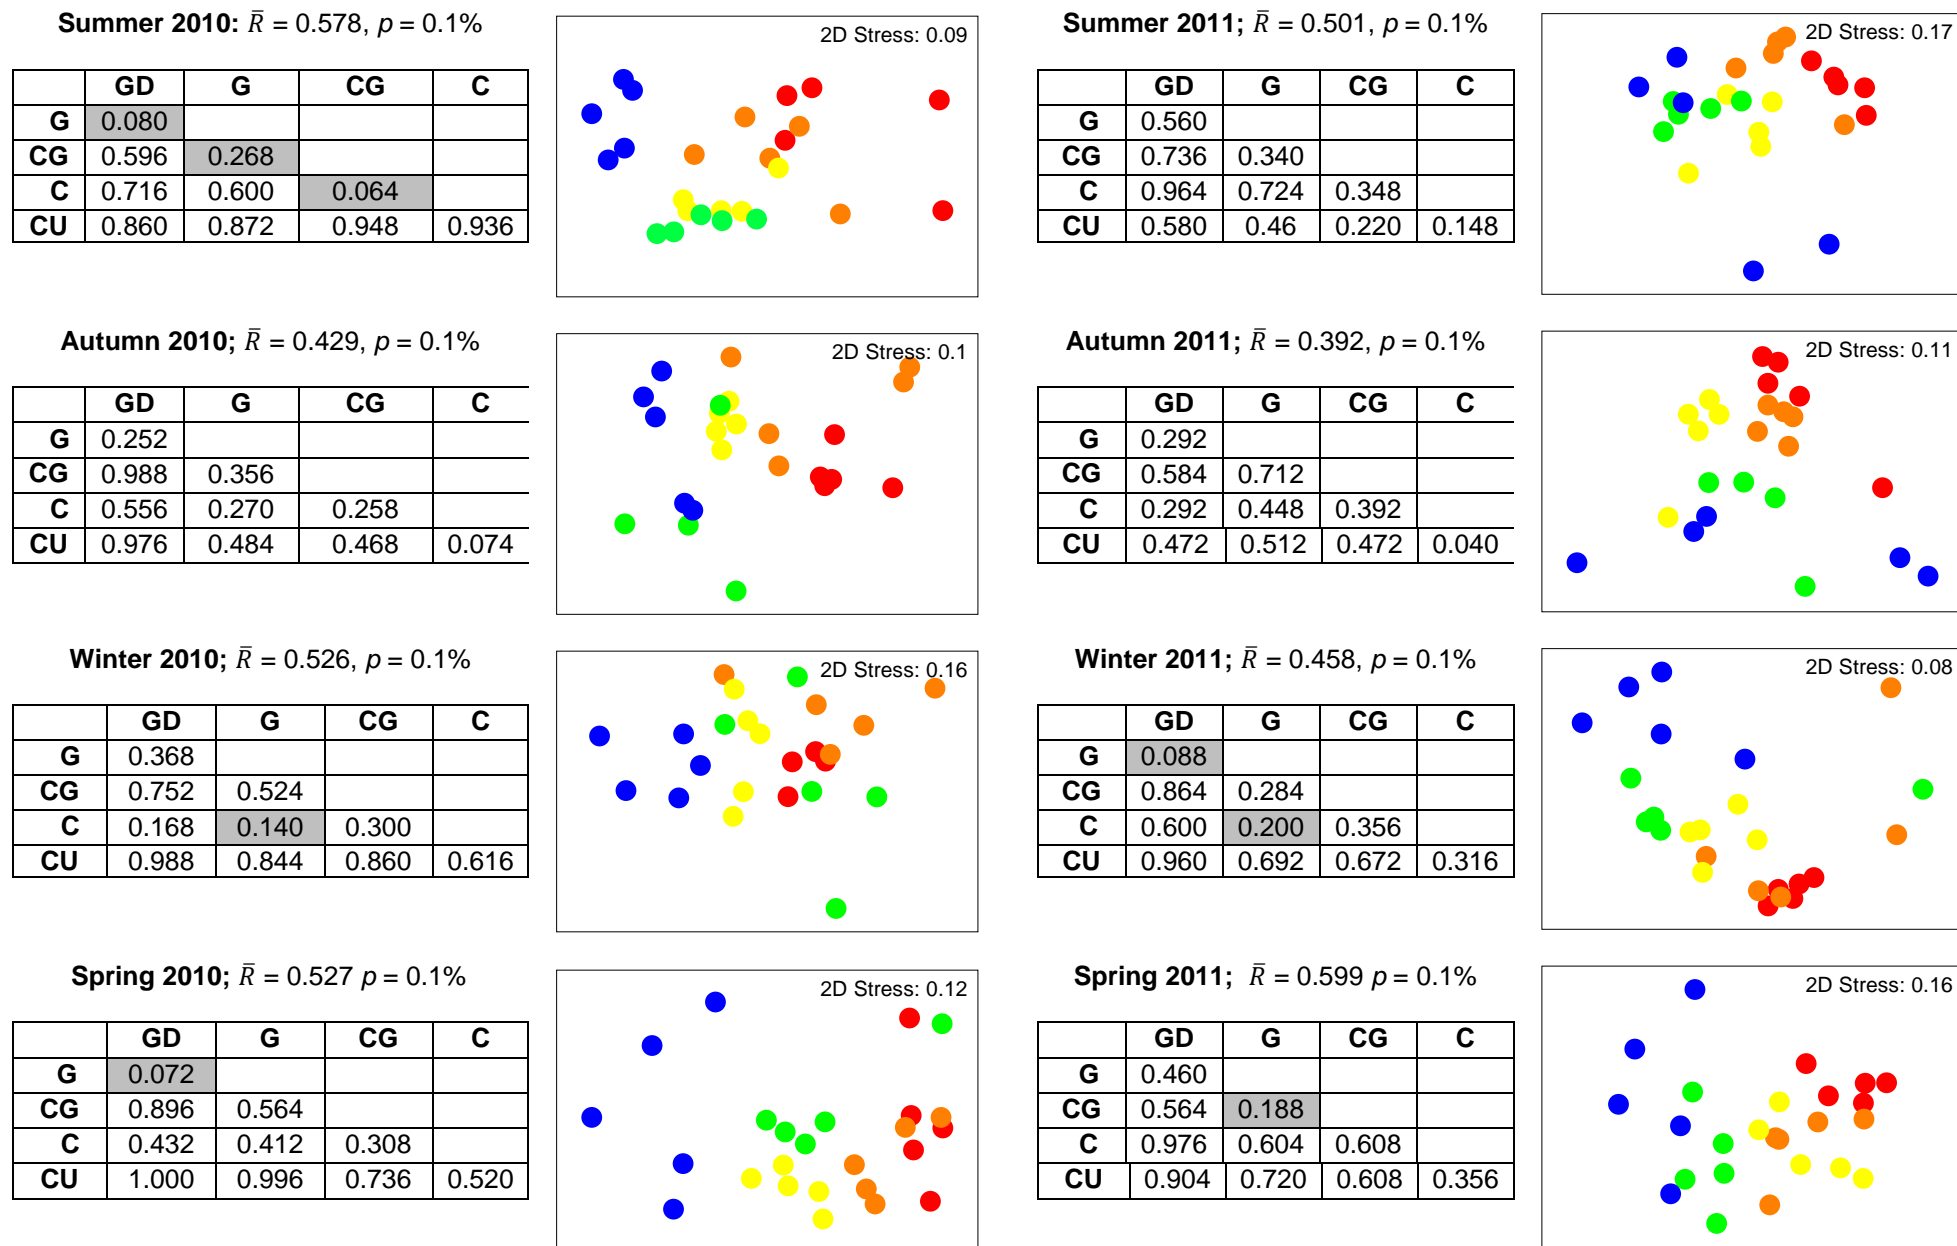 Summer 2010: R̄ = 0.578, p = 0.1%
GD G CG C
G 0.080
CG 0.596 0.268
C 0.716 0.600 0.064
CU 0.860 0.872 0.948 0.936
2D Stress: 0.09
Summer 2011; R̄ = 0.501, p = 0.1%
GD G CG C
G 0.560
CG 0.736 0.340
C 0.964 0.724 0.348
CU 0.580 0.46 0.220 0.148
2D Stress: 0.17
Autumn 2010; R̄ = 0.429, p = 0.1%
GD G CG C
G 0.252
CG 0.988 0.356
C 0.556 0.270 0.258
CU 0.976 0.484 0.468 0.074
2D Stress: 0.1
Autumn 2011; R̄ = 0.392, p = 0.1%
GD G CG C
G 0.292
CG 0.584 0.712
C 0.292 0.448 0.392
CU 0.472 0.512 0.472 0.040
2D Stress: 0.11
Winter 2010; R̄ = 0.526, p = 0.1%
GD G CG C
G 0.368
CG 0.752 0.524
C 0.168 0.140 0.300
CU 0.988 0.844 0.860 0.616
2D Stress: 0.16
Winter 2011; R̄ = 0.458, p = 0.1%
GD G CG C
G 0.088
CG 0.864 0.284
C 0.600 0.200 0.356
CU 0.960 0.692 0.672 0.316
2D Stress: 0.08
Spring 2010; R̄ = 0.527 p = 0.1%
GD G CG C
G 0.072
CG 0.896 0.564
C 0.432 0.412 0.308
CU 1.000 0.996 0.736 0.520
2D Stress: 0.12
Spring 2011; R̄ = 0.599 p = 0.1%
GD G CG C
G 0.460
CG 0.564 0.188
C 0.976 0.604 0.608
CU 0.904 0.720 0.608 0.356
2D Stress: 0.16